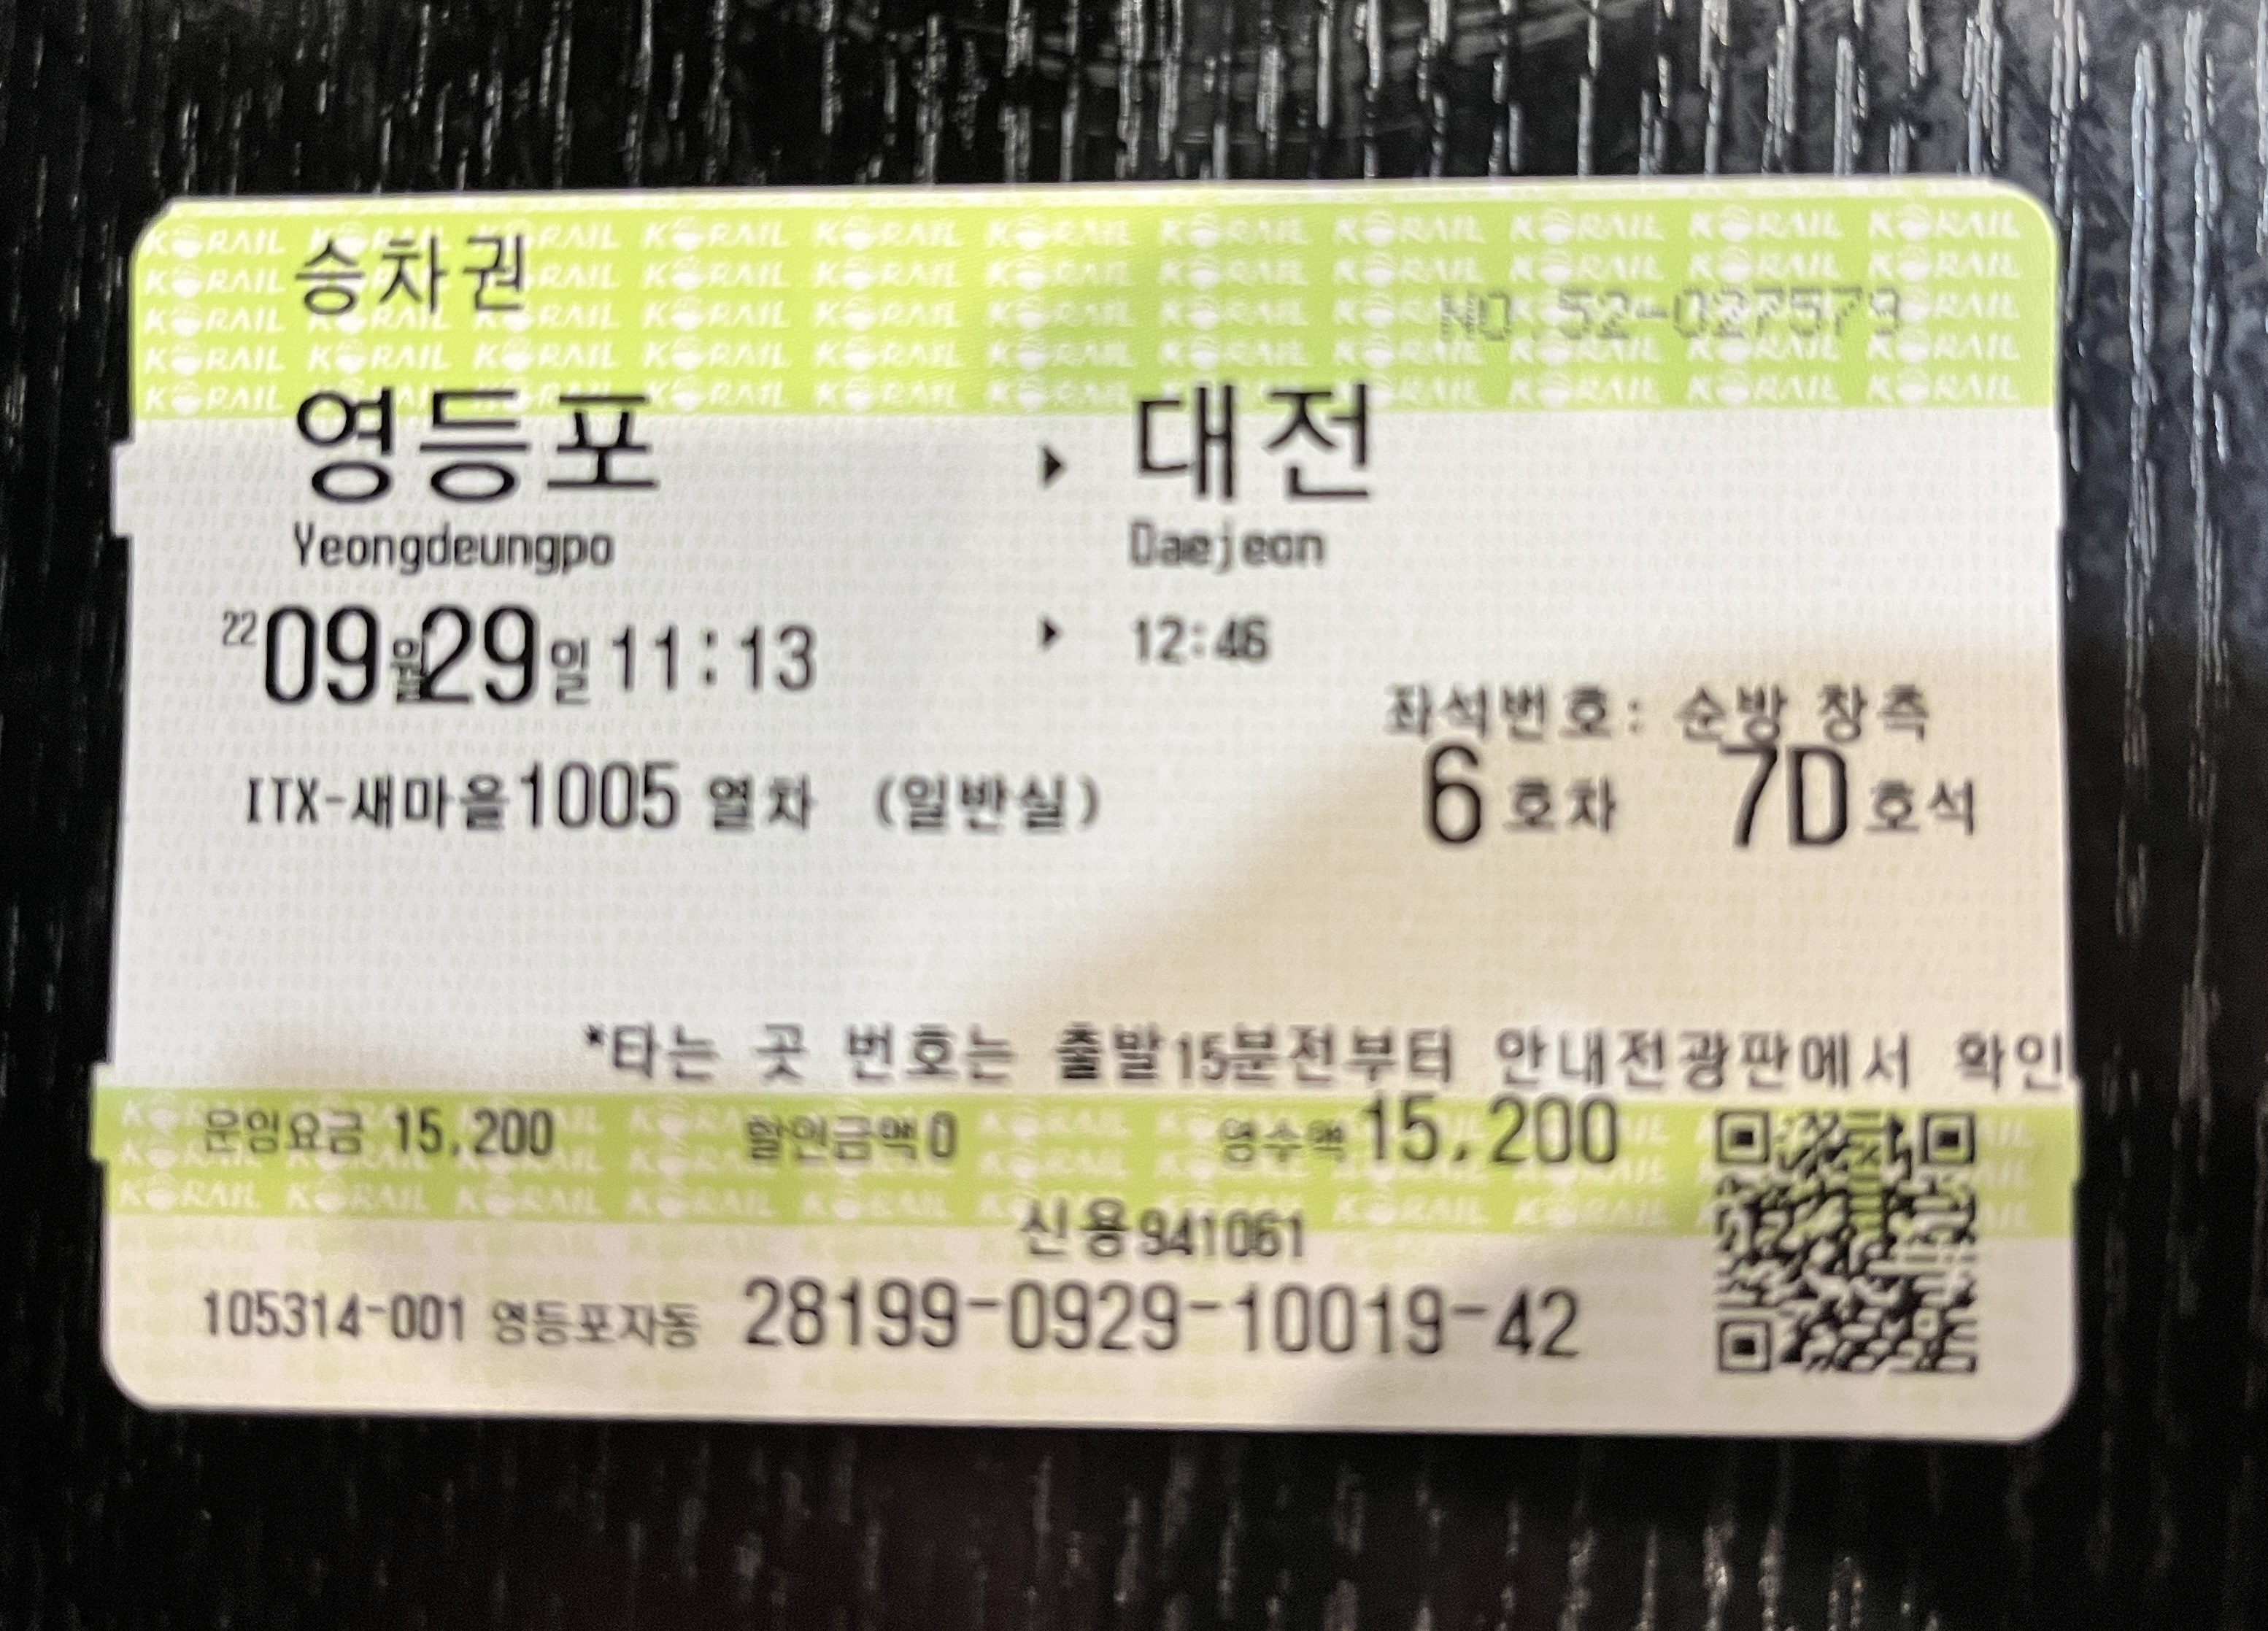 승차권
NO.52-027579
영등포 ▶ 대전
Yeongdeungpo Daejeon
22 09월29일 11:13 ▶ 12:46
좌석번호: 순방 창측
ITX-새마을1005 열차 (일반실) 6호차 7D호석
*타는 곳 번호는 출발15분전부터 안내전광판에서 확인
운임요금 15,200 할인금액0 영수액15,200
신용941061
105314-001 영등포자동 28199-0929-10019-42